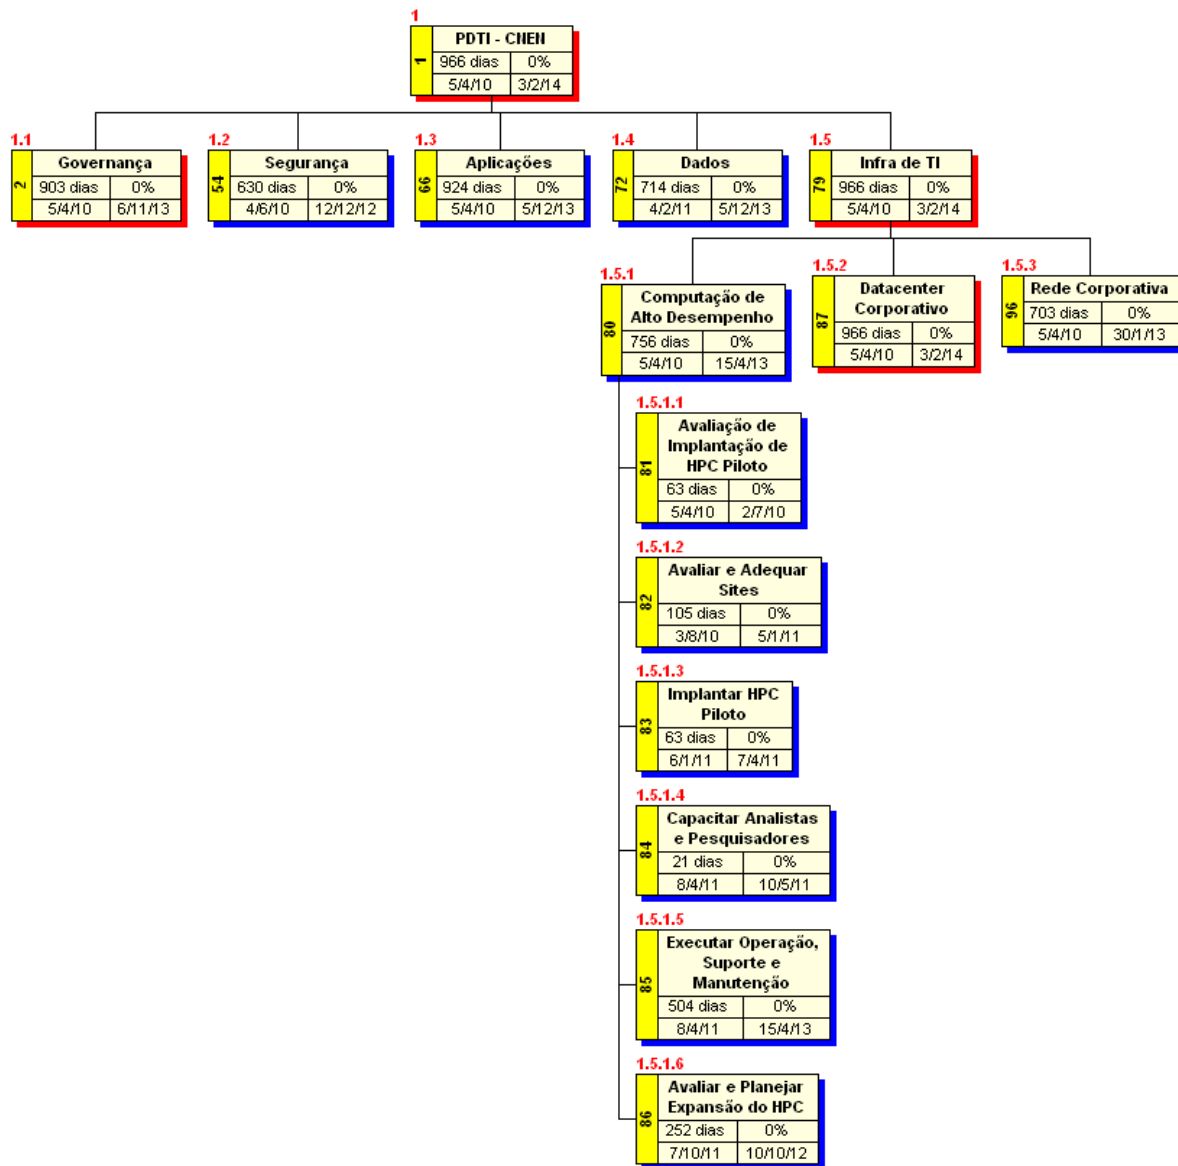 1
PDTI - CNEN
1
966 dias 0%
5/4/10 3/2/14
1.1
Governança
2
903 dias 0%
5/4/10 6/11/13
1.2
Segurança
54
630 dias 0%
4/6/10 12/12/12
1.3
Aplicações
66
924 dias 0%
5/4/10 5/12/13
1.4
Dados
72
714 dias 0%
4/2/11 5/12/13
1.5
Infra de TI
79
966 dias 0%
5/4/10 3/2/14
1.5.1
Computação de
Alto Desempenho
80
756 dias 0%
5/4/10 15/4/13
1.5.2
Datacenter
Corporativo
87
966 dias 0%
5/4/10 3/2/14
1.5.3
Rede Corporativa
96
703 dias 0%
5/4/10 30/1/13
1.5.1.1
Avaliação de
Implantação de
HPC Piloto
81
63 dias 0%
5/4/10 2/7/10
1.5.1.2
Avaliar e Adequar
Sites
82
105 dias 0%
3/8/10 5/1/11
1.5.1.3
Implantar HPC
Piloto
83
63 dias 0%
6/1/11 7/4/11
1.5.1.4
Capacitar Analistas
e Pesquisadores
84
21 dias 0%
8/4/11 10/5/11
1.5.1.5
Executar Operação,
Suporte e
Manutenção
85
504 dias 0%
8/4/11 15/4/13
1.5.1.6
Avaliar e Planejar
Expansão do HPC
86
252 dias 0%
7/10/11 10/10/12